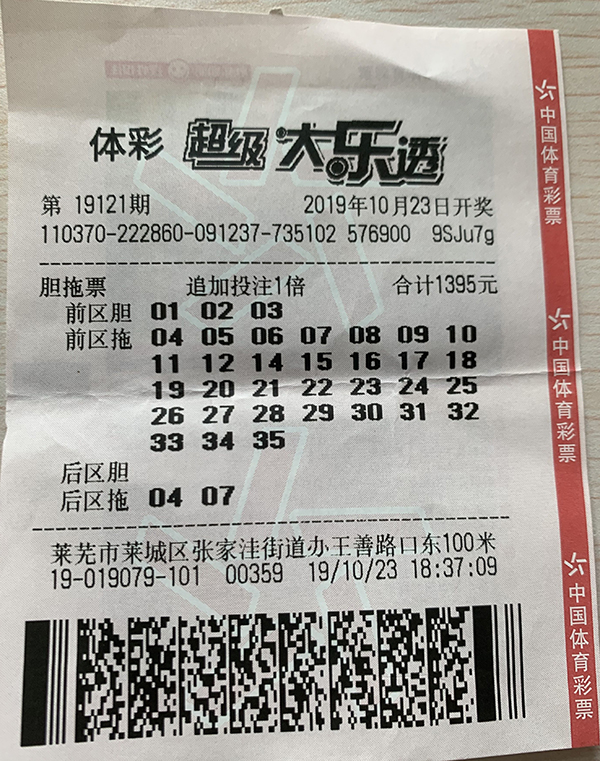 体彩 超级大乐透
第 19121期 2019年10月23日开奖
110370-222860-091237-735102 576900 9SJu7g
胆拖票 追加投注1倍 合计1395元
前区胆 01 02 03
前区拖 04 05 06 07 08 09 10
11 12 14 15 16 17 18
19 20 21 22 23 24 25
26 27 28 29 30 31 32
33 34 35
后区胆
后区拖 04 07
莱芜市莱城区张家洼街道办王善路口东100米
19-019079-101 00359 19/10/23 18:37:09
中国体育彩票
中国体育彩票
中国体育彩票